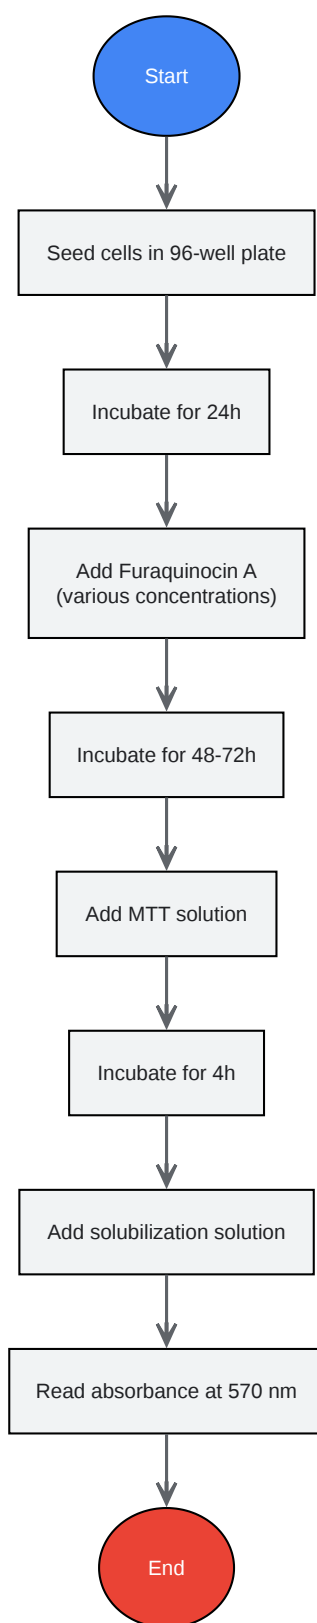 Start
Seed cells in 96-well plate
Incubate for 24h
Add Furaquinocin A
(various concentrations)
Incubate for 48-72h
Add MTT solution
Incubate for 4h
Add solubilization solution
Read absorbance at 570 nm
End